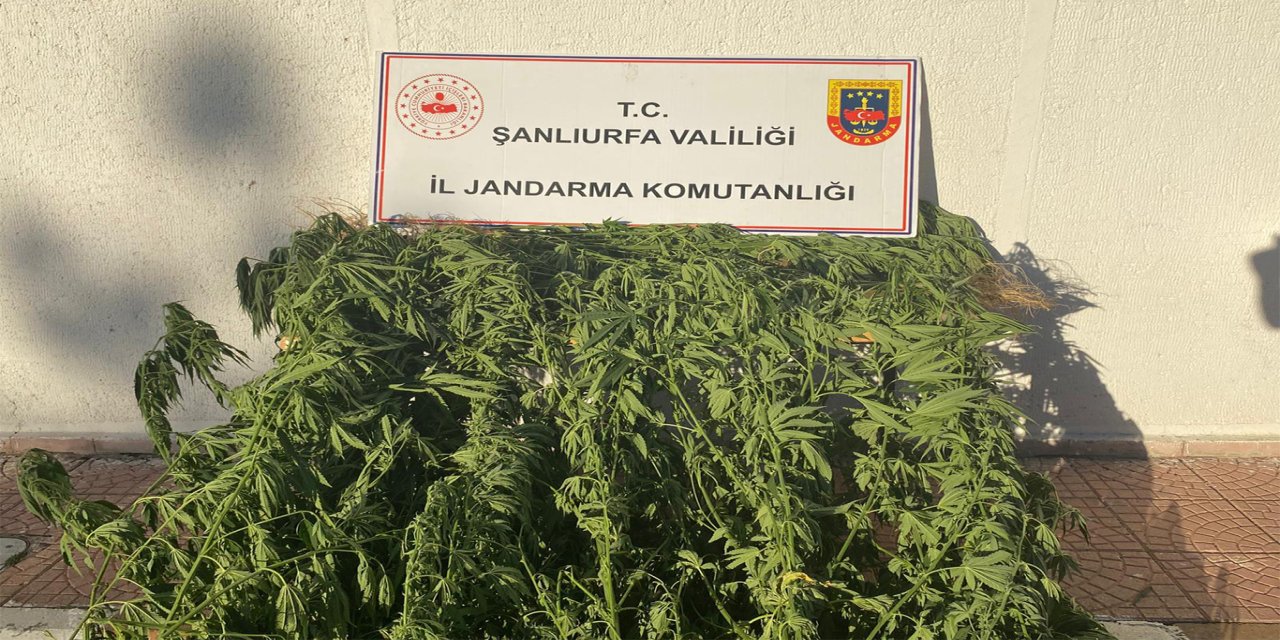 T.C.
ŞANLIURFA VALİLİĞİ
İL JANDARMA KOMUTANLIĞI
JANDARMA